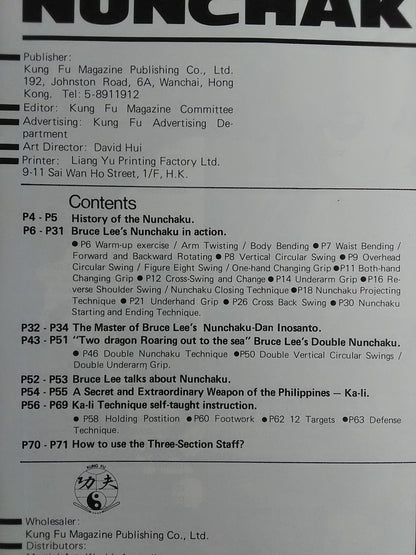 NUNCHAK
Publisher:
Kung Fu Magazine Publishing Co., Ltd.
192, Johnston Road, 6A, Wanchai, Hong
Kong. Tel: 5-8911912
Editor: Kung Fu Magazine Committee
Advertising: Kung Fu Advertising De-
partment
Art Director: David Hui
Printer: Liang Yu Printing Factory Ltd.
9-11 Sai Wan Ho Street, 1/F, H.K.
Contents
P4 - P5 History of the Nunchaku.
P6 - P31 Bruce Lee's Nunchaku in action.
●P6 Warm-up exercise / Arm Twisting / Body Bending ●P7 Waist Bending /
Forward and Backward Rotating ●P8 Vertical Circular Swing ●P9 Overhead
Circular Swing / Figure Eight Swing / One-hand Changing Grip ●P11 Both-hand
Changing Grip ●P12 Cross-Swing and Change ●P14 Underarm Grip ●P16 Re-
verse Shoulder Swing / Nunchaku Closing Technique ●P18 Nunchaku Projecting
Technique ●P21 Underhand Grip ●P26 Cross Back Swing ●P30 Nunchaku
Starting and Ending Technique.
P32 - P34 The Master of Bruce Lee's Nunchaku-Dan Inosanto.
P43 - P51 "Two dragon Roaring out to the sea" Bruce Lee's Double Nunchaku.
●P46 Double Nunchaku Technique ●P50 Double Vertical Circular Swings /
Double Underarm Grip.
P52 - P53 Bruce Lee talks about Nunchaku.
P54 - P55 A Secret and Extraordinary Weapon of the Philippines — Ka-li.
P56 - P69 Ka-li Technique self-taught instruction.
●P58 Holding Postition ●P60 Footwork ●P62 12 Targets ●P63 Defense
Technique.
P70 - P71 How to use the Three-Section Staff?
KUNG FU
功夫
Wholesaler:
Kung Fu Magazine Publishing Co., Ltd.
Distributors: